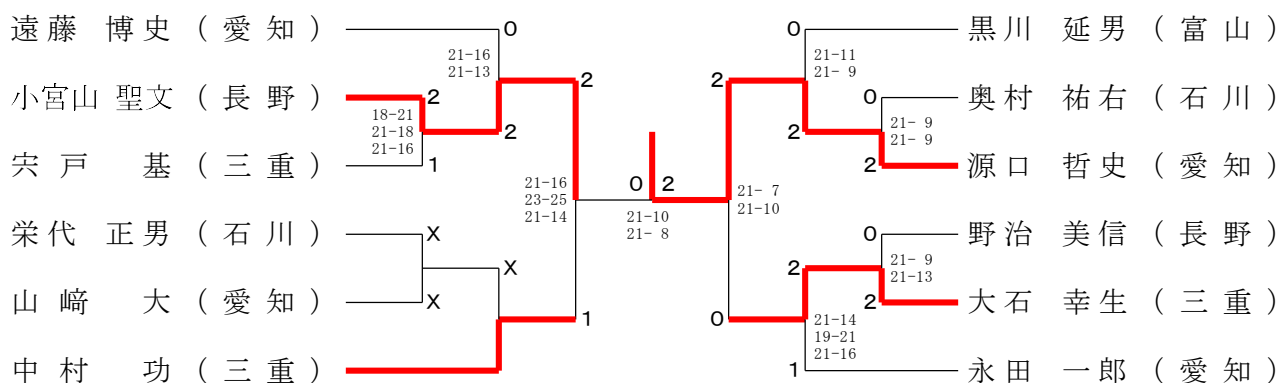 遠藤 博史 ( 愛知 )
0
21-16
21-13
2
小宮山 聖文 ( 長野 )
2
18-21
21-18
21-16
2
宍戸 基 ( 三重 )
1
21-16
23-25
21-14
栄代 正男 ( 石川 )
X
X
山﨑 大 ( 愛知 )
X
1
中村 功 ( 三重 )
0 2
21-10
21- 8
0
黒川 延男 ( 富山 )
21-11
21- 9
2
0
奥村 祐右 ( 石川 )
21- 9
21- 9
2
2
源口 哲史 ( 愛知 )
21- 7
21-10
0
野治 美信 ( 長野 )
21- 9
21-13
2
2
大石 幸生 ( 三重 )
0
21-14
19-21
21-16
1
永田 一郎 ( 愛知 )